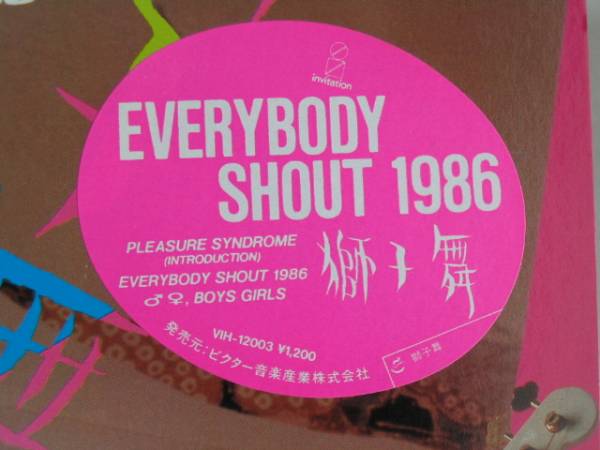 invitation
EVERYBODY
SHOUT 1986
PLEASURE SYNDROME
(INTRODUCTION)
EVERYBODY SHOUT 1986
♂♀, BOYS GIRLS
獅子舞
VIH-12003 ¥1,200
発売元:ビクター音楽産業株式会社
(シ) 獅子舞